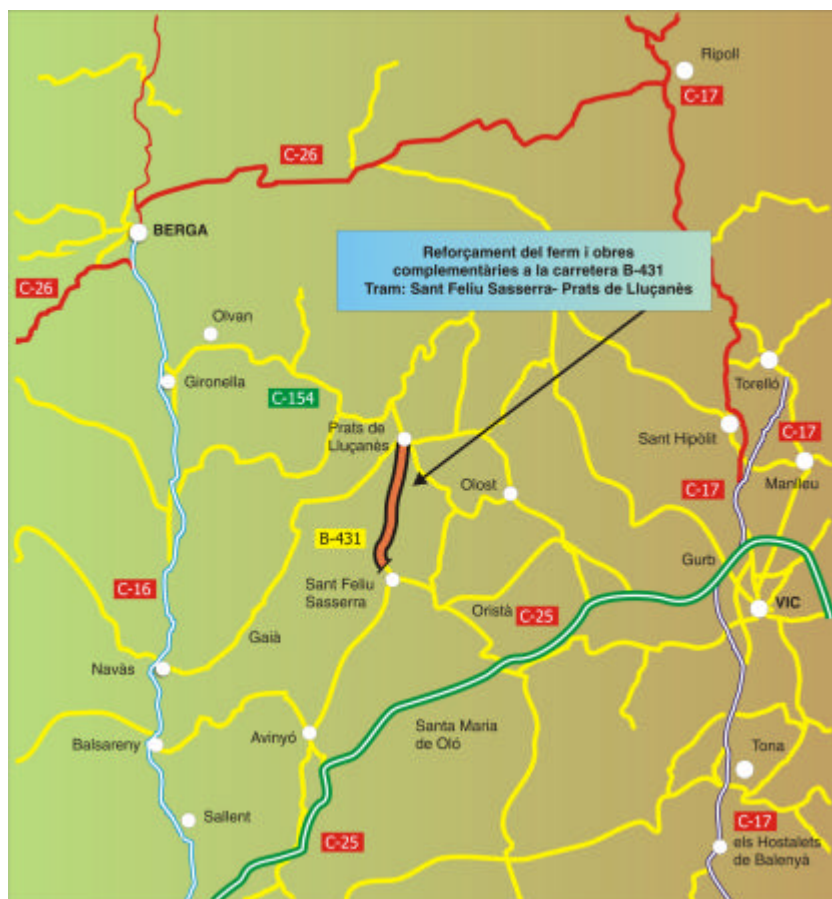 Ripoll
C-17
C-26
BERGA
Reforçament del ferm i obres
complementàries a la carretera B-431
Tram: Sant Feliu Sasserra- Prats de Lluçanès
C-26
Olvan
Gironella
Torelló
C-154
Prats de
Lluçanès
Sant Hipòlit
C-17
Manlleu
Olost
C-17
B-431
Gurb
Sant Feliu
Sasserra
C-16
Oristà
C-25
VIC
Gaià
Navàs
Santa Maria
de Oló
Avinyó
Balsareny
Tona
Sallent
C-17
C-25
els Hostalets
de Balenyà